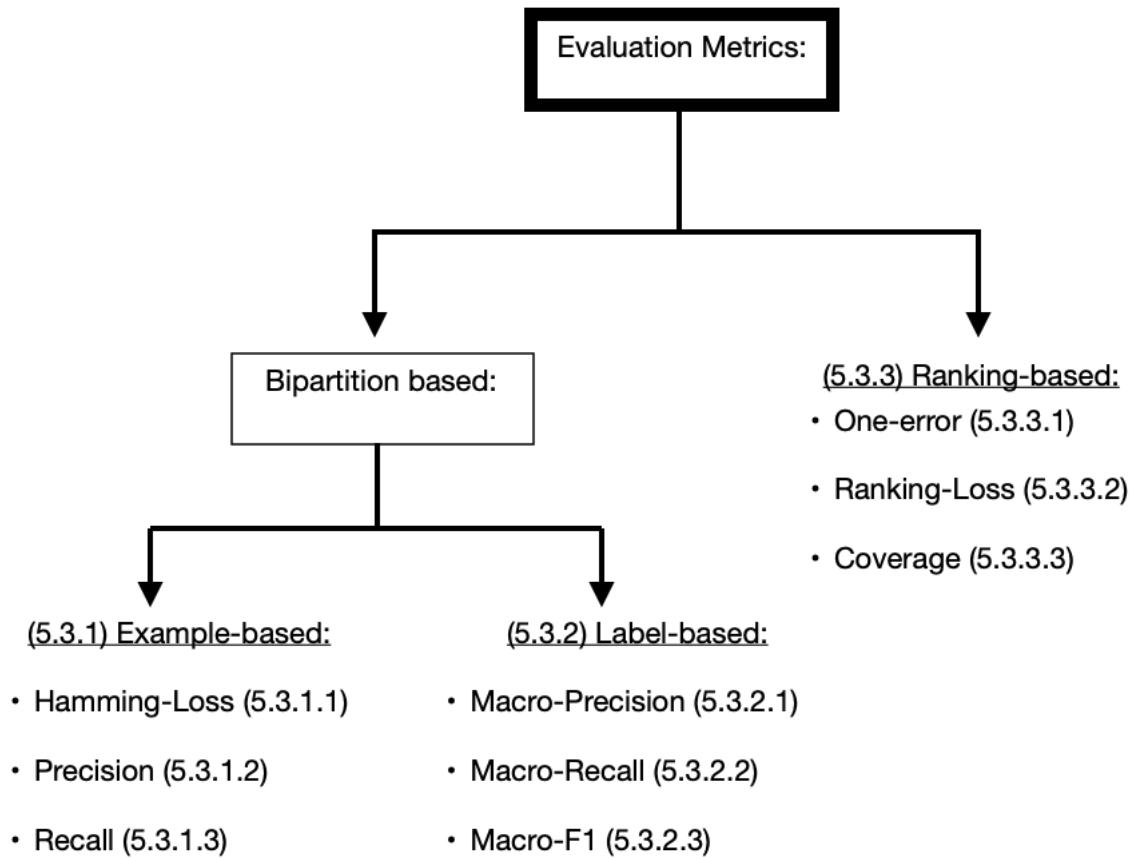 Evaluation Metrics:
Bipartition based:
(5.3.3) Ranking-based:
• One-error (5.3.3.1)
• Ranking-Loss (5.3.3.2)
• Coverage (5.3.3.3)
(5.3.1) Example-based:
• Hamming-Loss (5.3.1.1)
• Precision (5.3.1.2)
• Recall (5.3.1.3)
(5.3.2) Label-based:
• Macro-Precision (5.3.2.1)
• Macro-Recall (5.3.2.2)
• Macro-F1 (5.3.2.3)